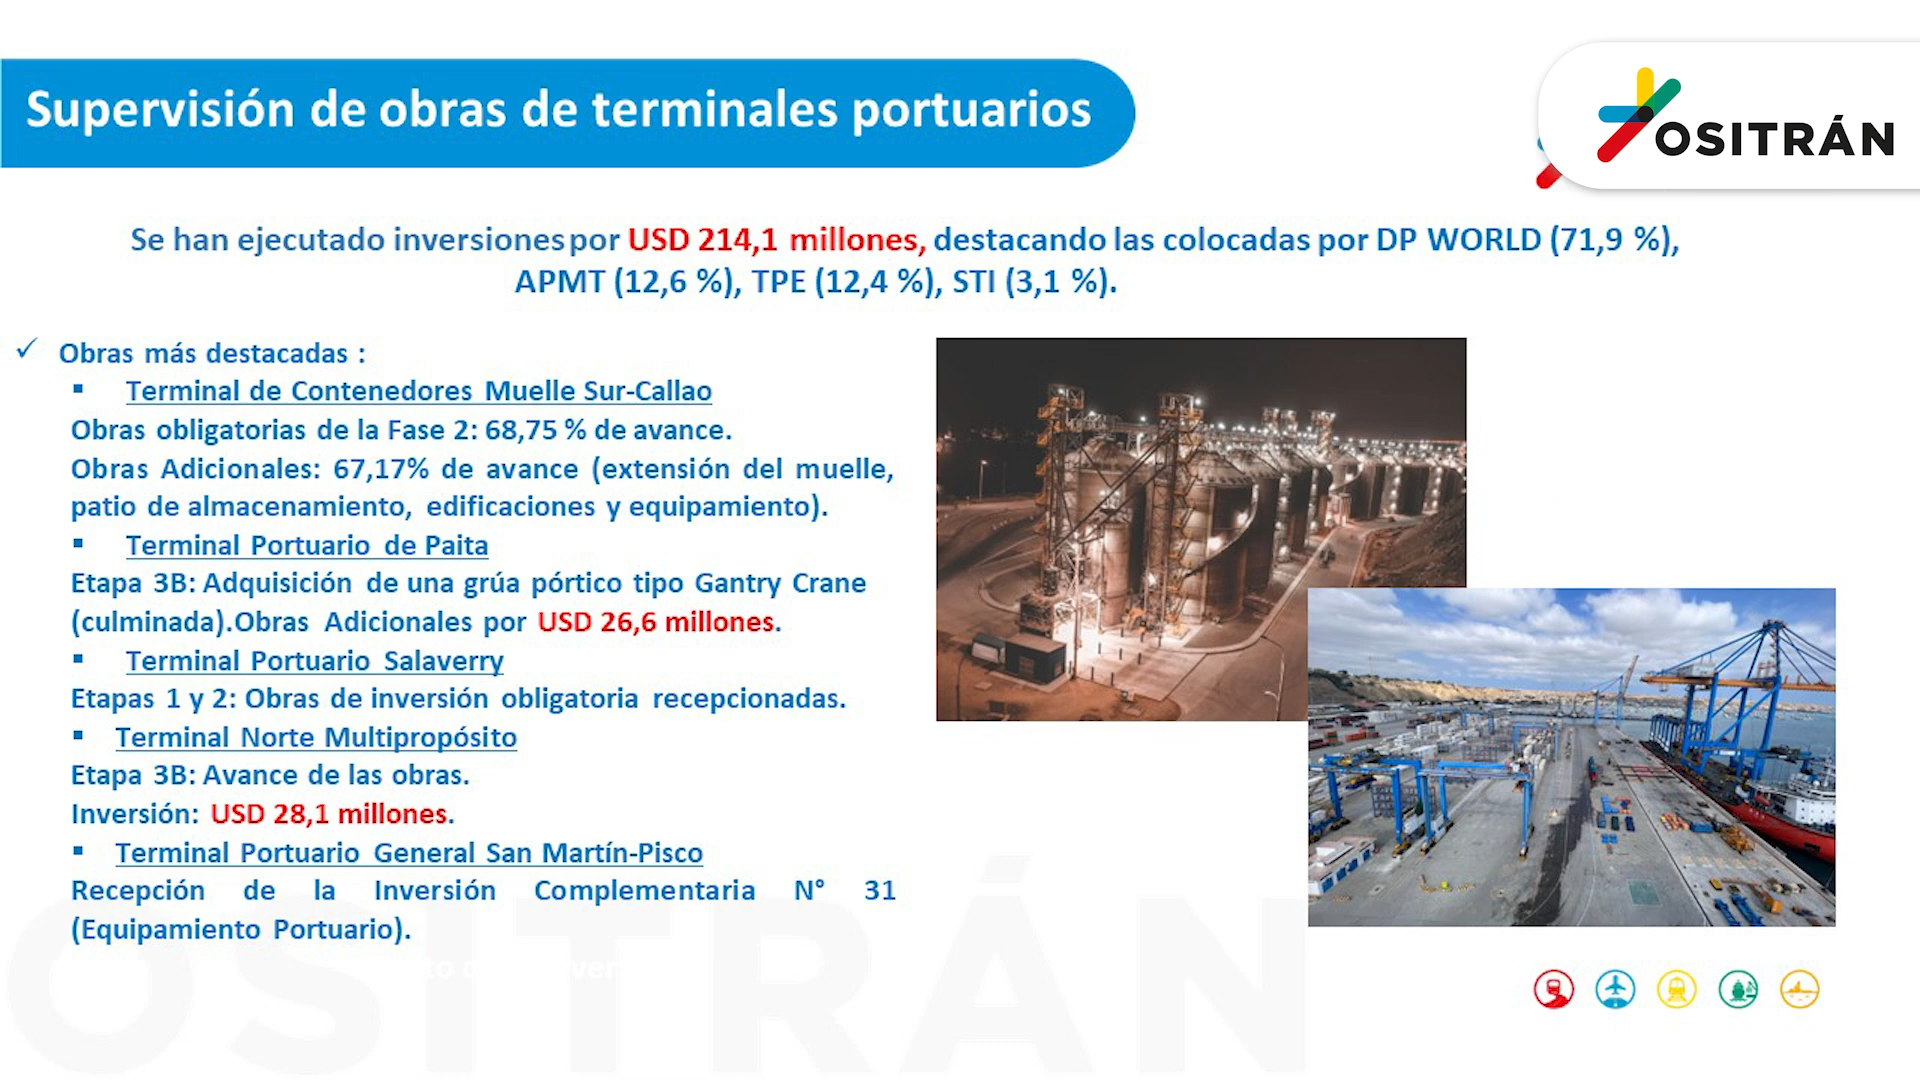 Supervisión de obras de terminales portuarios
OSITRÁN
Se han ejecutado inversiones por USD 214,1 millones, destacando las colocadas por DP WORLD (71,9 %),
APMT (12,6 %), TPE (12,4 %), STI (3,1 %).
✓ Obras más destacadas :
▪ Terminal de Contenedores Muelle Sur-Callao
Obras obligatorias de la Fase 2: 68,75 % de avance.
Obras Adicionales: 67,17% de avance (extensión del muelle,
patio de almacenamiento, edificaciones y equipamiento).
▪ Terminal Portuario de Paita
Etapa 3B: Adquisición de una grúa pórtico tipo Gantry Crane
(culminada).Obras Adicionales por USD 26,6 millones.
▪ Terminal Portuario Salaverry
Etapas 1 y 2: Obras de inversión obligatoria recepcionadas.
▪ Terminal Norte Multipropósito
Etapa 3B: Avance de las obras.
Inversión: USD 28,1 millones.
▪ Terminal Portuario General San Martín-Pisco
Recepción de la Inversión Complementaria N° 31
(Equipamiento Portuario).
OSITRÁN